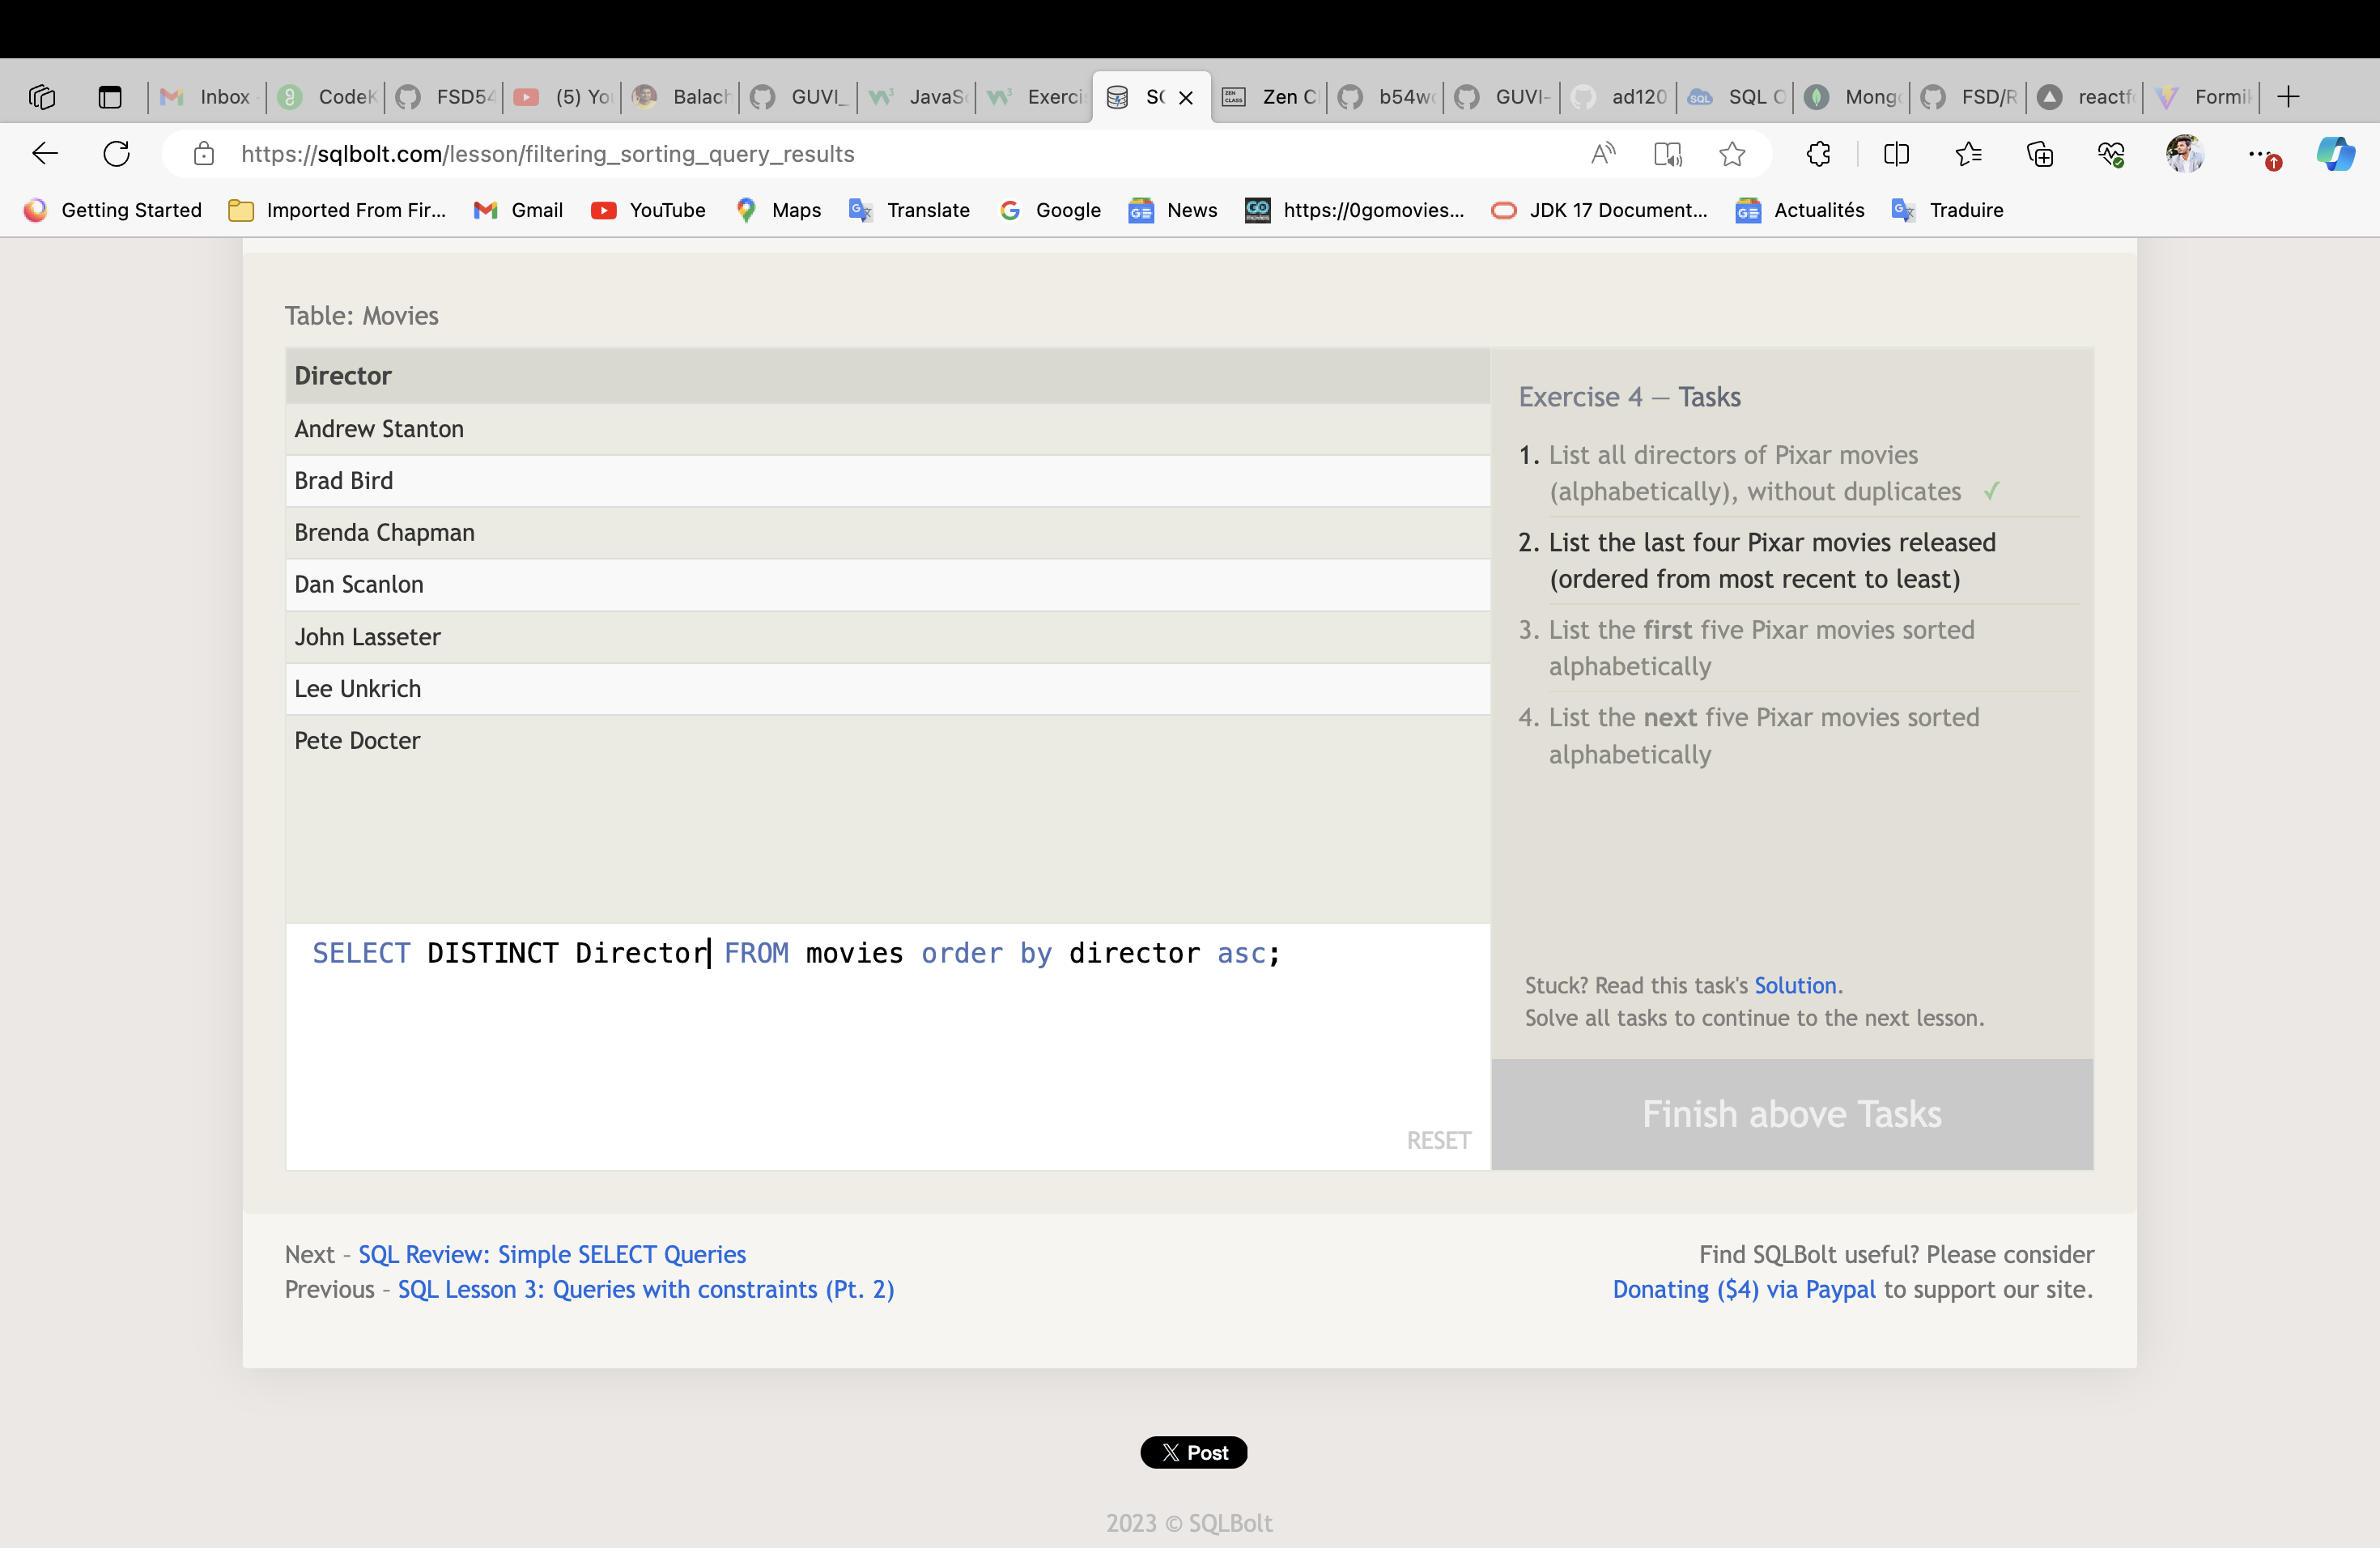 Inbox
CodeK
FSD54
(5) Yo
Balach
GUVI_
JavaSc
Exerci
SQ
Zen C
b54w
GUVI-
ad120
SQL O
Mongo
FSD/R
reactf
Formi
https://sqlbolt.com/lesson/filtering_sorting_query_results
Getting Started Imported From Fir... Gmail YouTube Maps Translate Google News https://0gomovies... JDK 17 Document... Actualités Traduire
Table: Movies
Director
Andrew Stanton
Brad Bird
Brenda Chapman
Dan Scanlon
John Lasseter
Lee Unkrich
Pete Docter
SELECT DISTINCT Director FROM movies order by director asc;
RESET
Exercise 4 — Tasks
1. List all directors of Pixar movies
(alphabetically), without duplicates ✓
2. List the last four Pixar movies released
(ordered from most recent to least)
3. List the first five Pixar movies sorted
alphabetically
4. List the next five Pixar movies sorted
alphabetically
Stuck? Read this task's Solution.
Solve all tasks to continue to the next lesson.
Finish above Tasks
Next – SQL Review: Simple SELECT Queries
Previous – SQL Lesson 3: Queries with constraints (Pt. 2)
Find SQLBolt useful? Please consider
Donating ($4) via Paypal to support our site.
X Post
2023 © SQLBolt